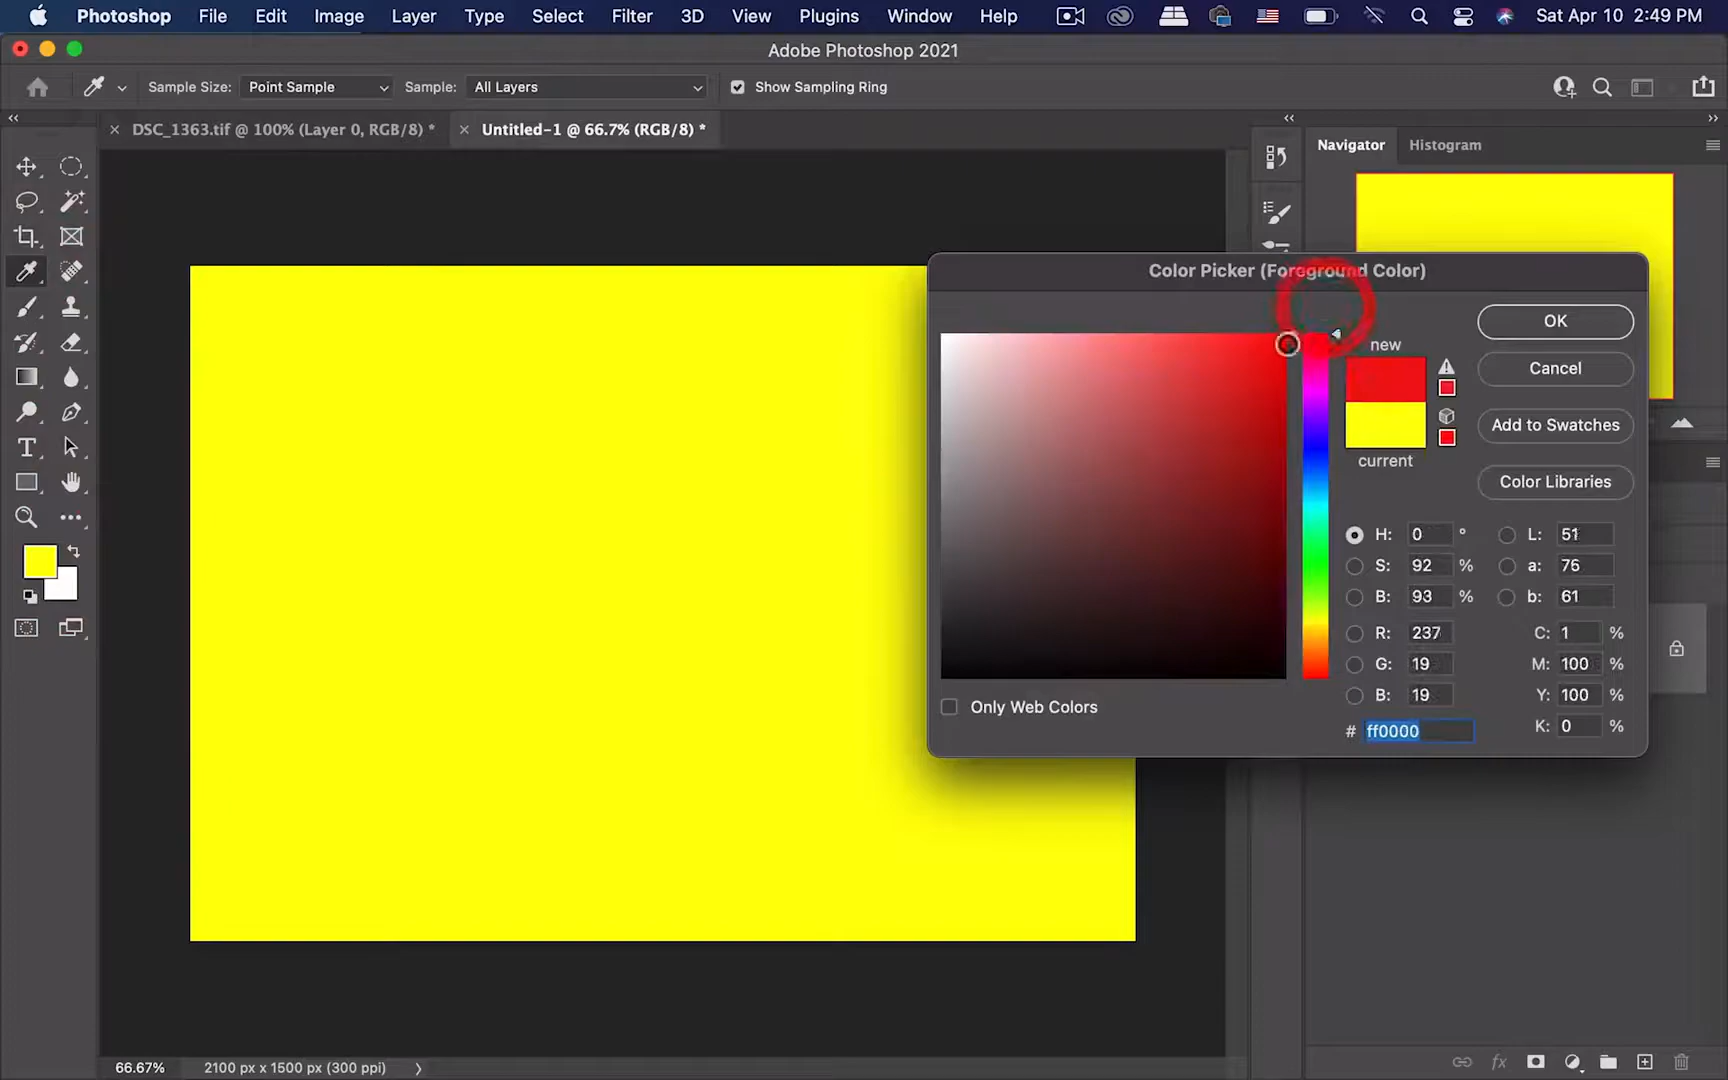 Photoshop File Edit Image Layer Type Select Filter 3D View Plugins Window Help Sat Apr 10 2:49 PM
Adobe Photoshop 2021
Sample Size: Point Sample Sample: All Layers Show Sampling Ring
DSC_1363.tif @ 100% (Layer 0, RGB/8) * Untitled-1 @ 66.7% (RGB/8) *
Navigator Histogram
Color Picker (Foreground Color)
OK
new
Cancel
Add to Swatches
current
Color Libraries
H: 0 ° L: 51
S: 92 % a: 76
B: 93 % b: 61
R: 237 C: 1 %
G: 19 M: 100 %
B: 19 Y: 100 %
Only Web Colors
# ff0000 K: 0 %
66.67% 2100 px x 1500 px (300 ppi)